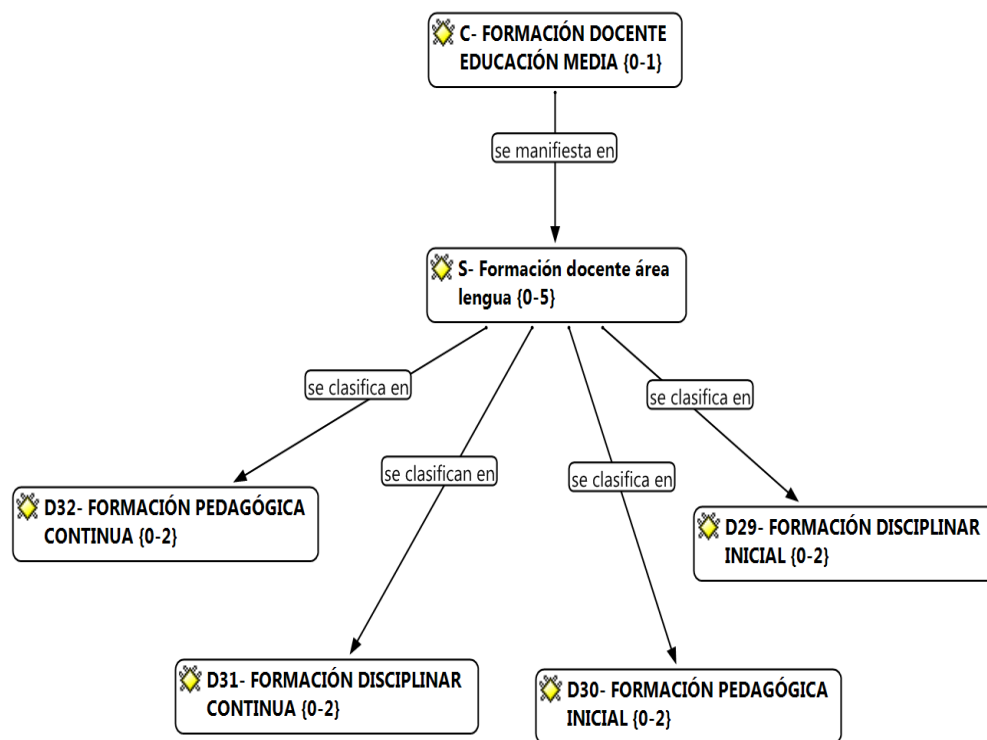 C- FORMACIÓN DOCENTE
EDUCACIÓN MEDIA {0-1}
se manifiesta en
S- Formación docente área
lengua {0-5}
se clasifica en
se clasifica en
se clasifican en
se clasifica en
D32- FORMACIÓN PEDAGÓGICA
CONTINUA {0-2}
D29- FORMACIÓN DISCIPLINAR
INICIAL {0-2}
D31- FORMACIÓN DISCIPLINAR
CONTINUA {0-2}
D30- FORMACIÓN PEDAGÓGICA
INICIAL {0-2}